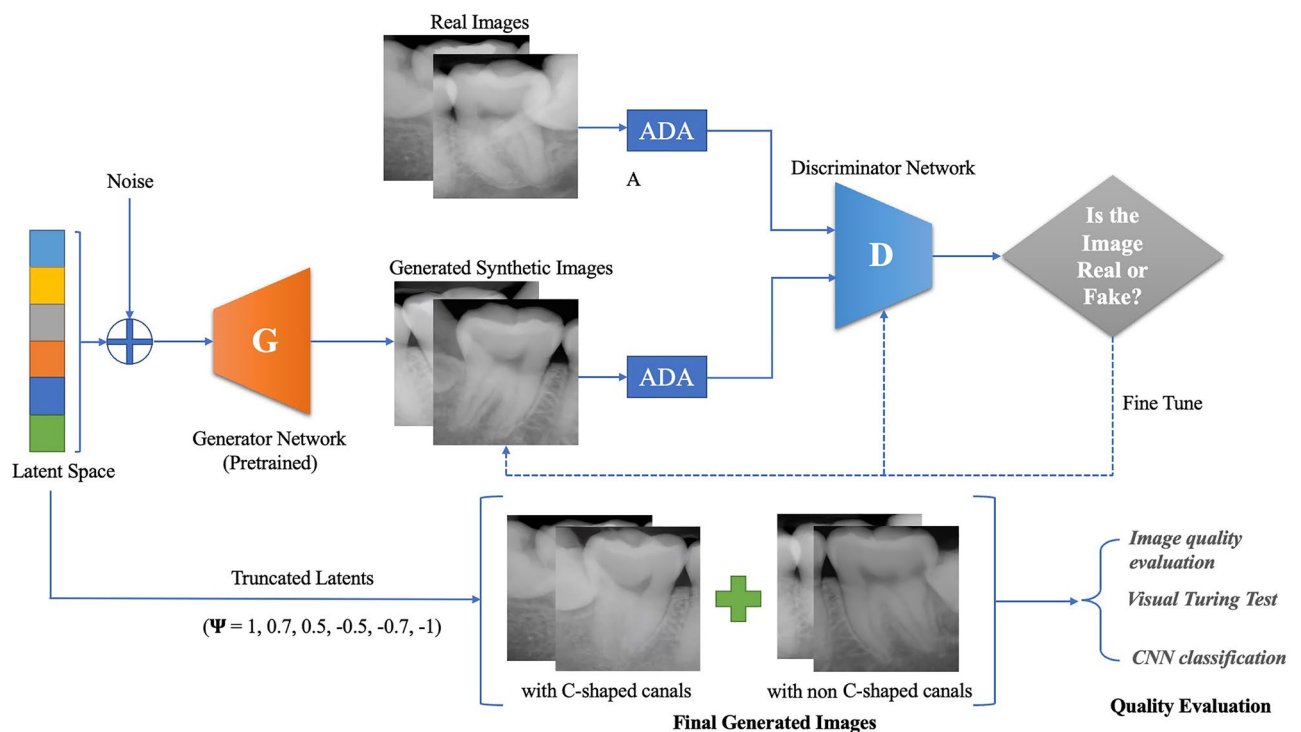 Real Images
ADA
A
Discriminator Network
Noise
D
Is the
Image
Real or
Fake?
Generated Synthetic Images
G
ADA
Fine Tune
Generator Network
(Pretrained)
Latent Space
Truncated Latents
(Ψ = 1, 0.7, 0.5, -0.5, -0.7, -1)
with C-shaped canals
with non C-shaped canals
Final Generated Images
Image quality
evaluation
Visual Turing Test
CNN classification
Quality Evaluation